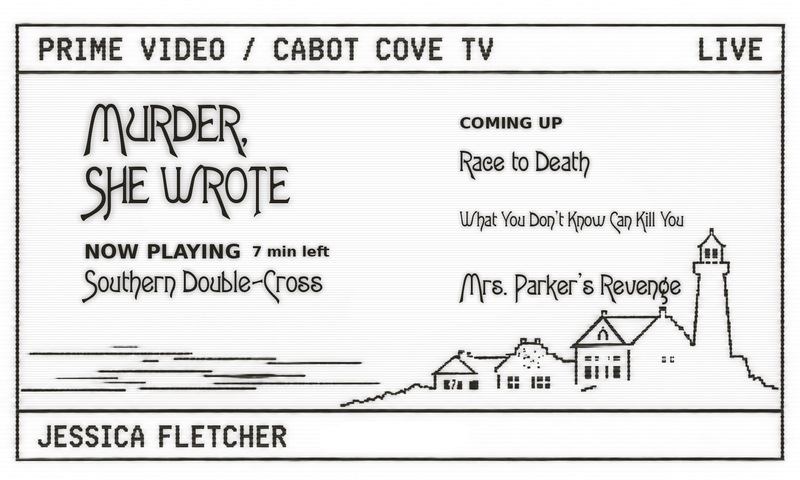 PRIME VIDEO / CABOT COVE TV
LIVE
MURDER,
SHE WROTE
NOW PLAYING 7 min left
Southern Double-Cross
COMING UP
Race to Death
What You Don't Know Can Kill You
Mrs. Parker's Revenge
JESSICA FLETCHER